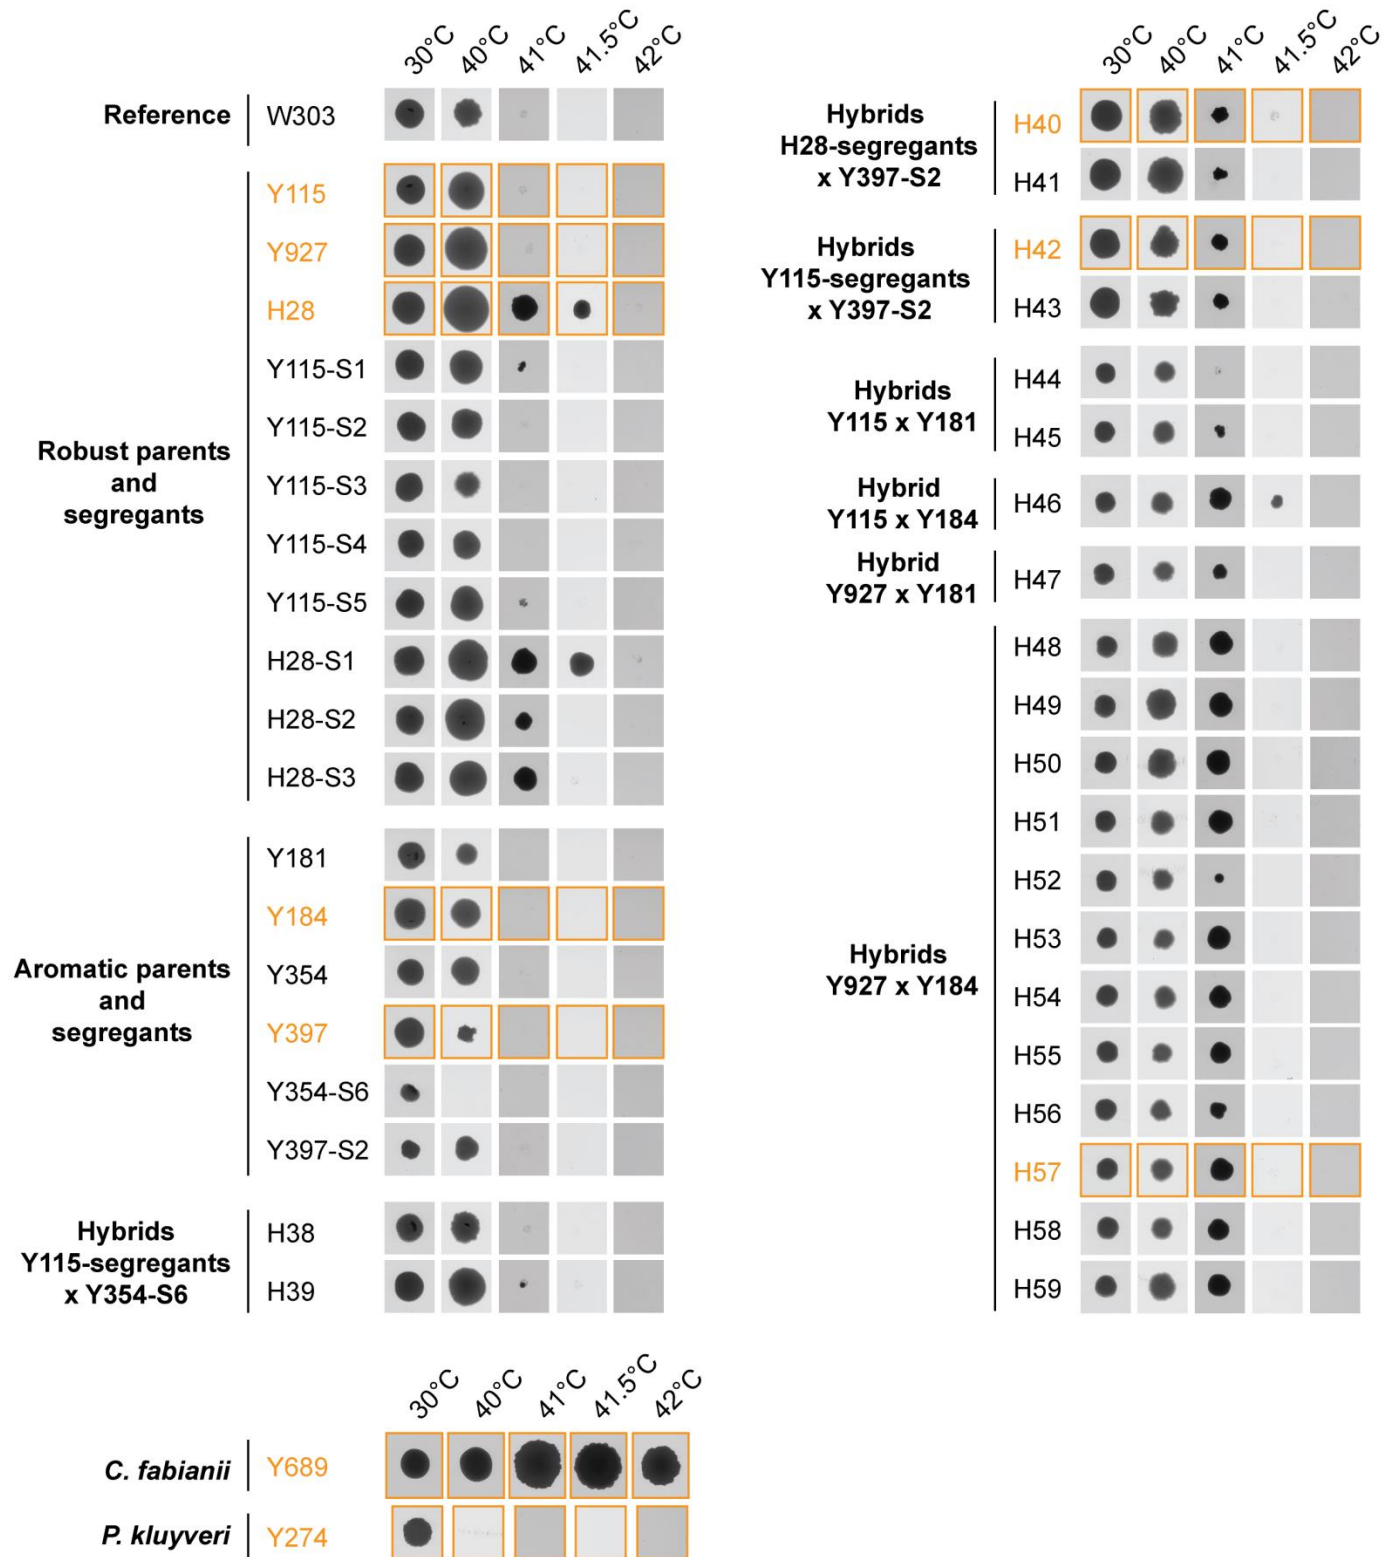 30°C 40°C 41°C 41.5°C 42°C
Reference W303
Robust parents
and
segregants
Y115
Y927
H28
Y115-S1
Y115-S2
Y115-S3
Y115-S4
Y115-S5
H28-S1
H28-S2
H28-S3
Aromatic parents
and
segregants
Y181
Y184
Y354
Y397
Y354-S6
Y397-S2
Hybrids
Y115-segregants
x Y354-S6
H38
H39
30°C 40°C 41°C 41.5°C 42°C
Hybrids
H28-segregants
x Y397-S2
H40
H41
Hybrids
Y115-segregants
x Y397-S2
H42
H43
Hybrids
Y115 x Y181
H44
H45
Hybrid
Y115 x Y184
H46
Hybrid
Y927 x Y181
H47
Hybrids
Y927 x Y184
H48
H49
H50
H51
H52
H53
H54
H55
H56
H57
H58
H59
30°C 40°C 41°C 41.5°C 42°C
C. fabianii Y689
P. kluyveri Y274